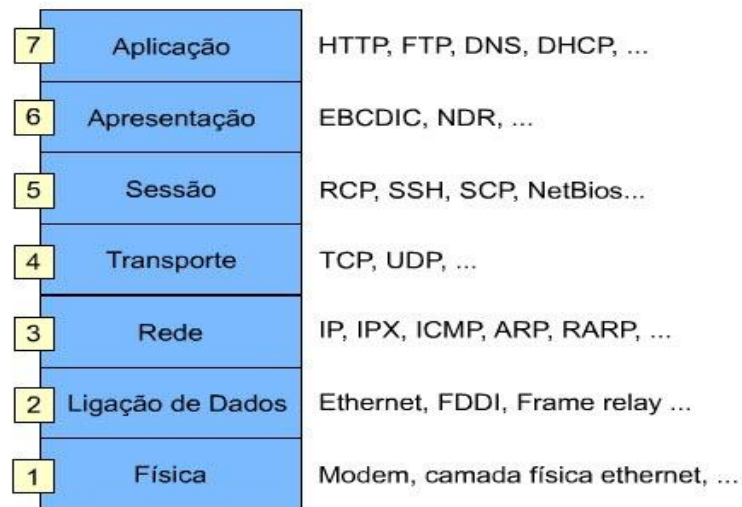 7 Aplicação HTTP, FTP, DNS, DHCP, ...
6 Apresentação EBCDIC, NDR, ...
5 Sessão RCP, SSH, SCP, NetBios...
4 Transporte TCP, UDP, ...
3 Rede IP, IPX, ICMP, ARP, RARP, ...
2 Ligação de Dados Ethernet, FDDI, Frame relay ...
1 Física Modem, camada física ethernet, ...